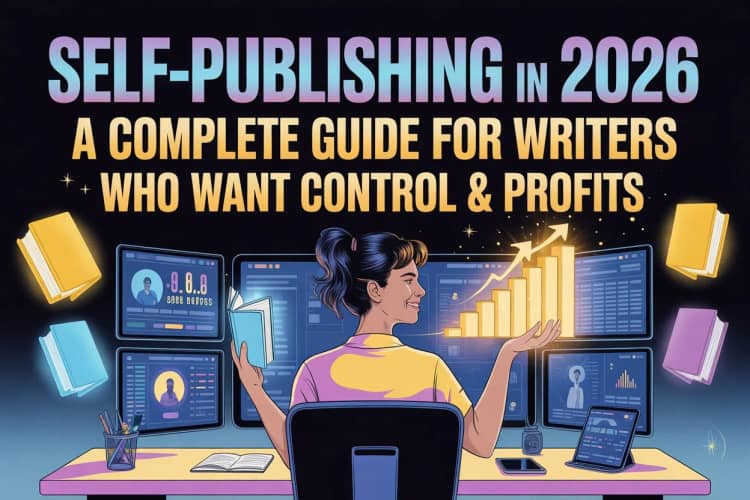 SELF-PUBLISHING IN 2026
A COMPLETE GUIDE FOR WRITERS
WHO WANT CONTROL & PROFITS